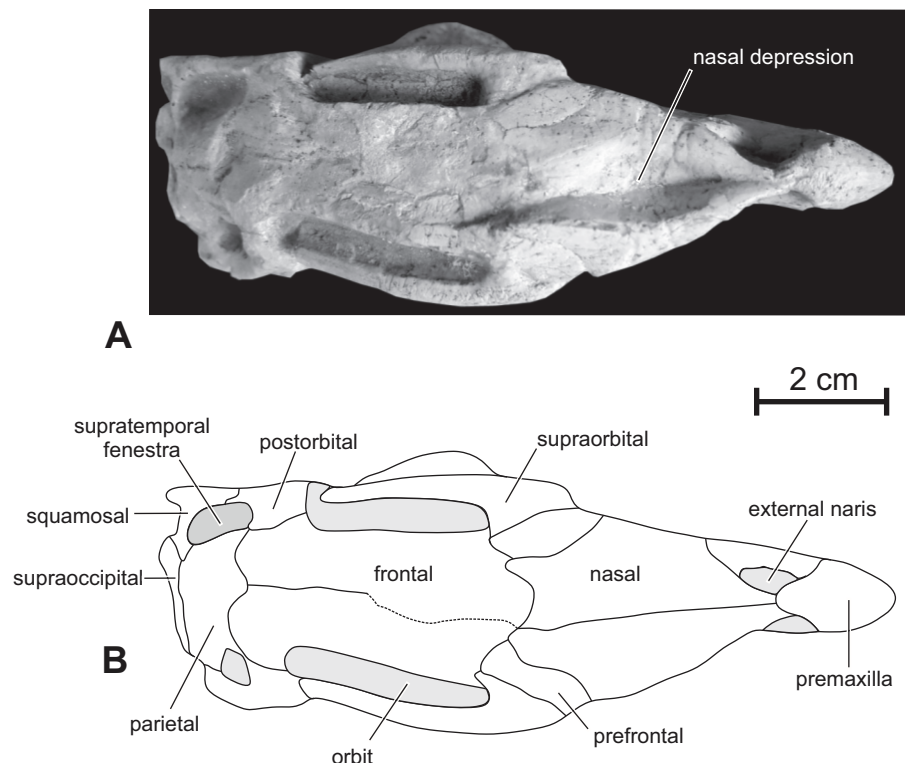 nasal depression
A
2 cm
supratemporal
fenestra
postorbital
supraorbital
squamosal
external naris
supraoccipital
frontal
nasal
B
premaxilla
parietal
prefrontal
orbit